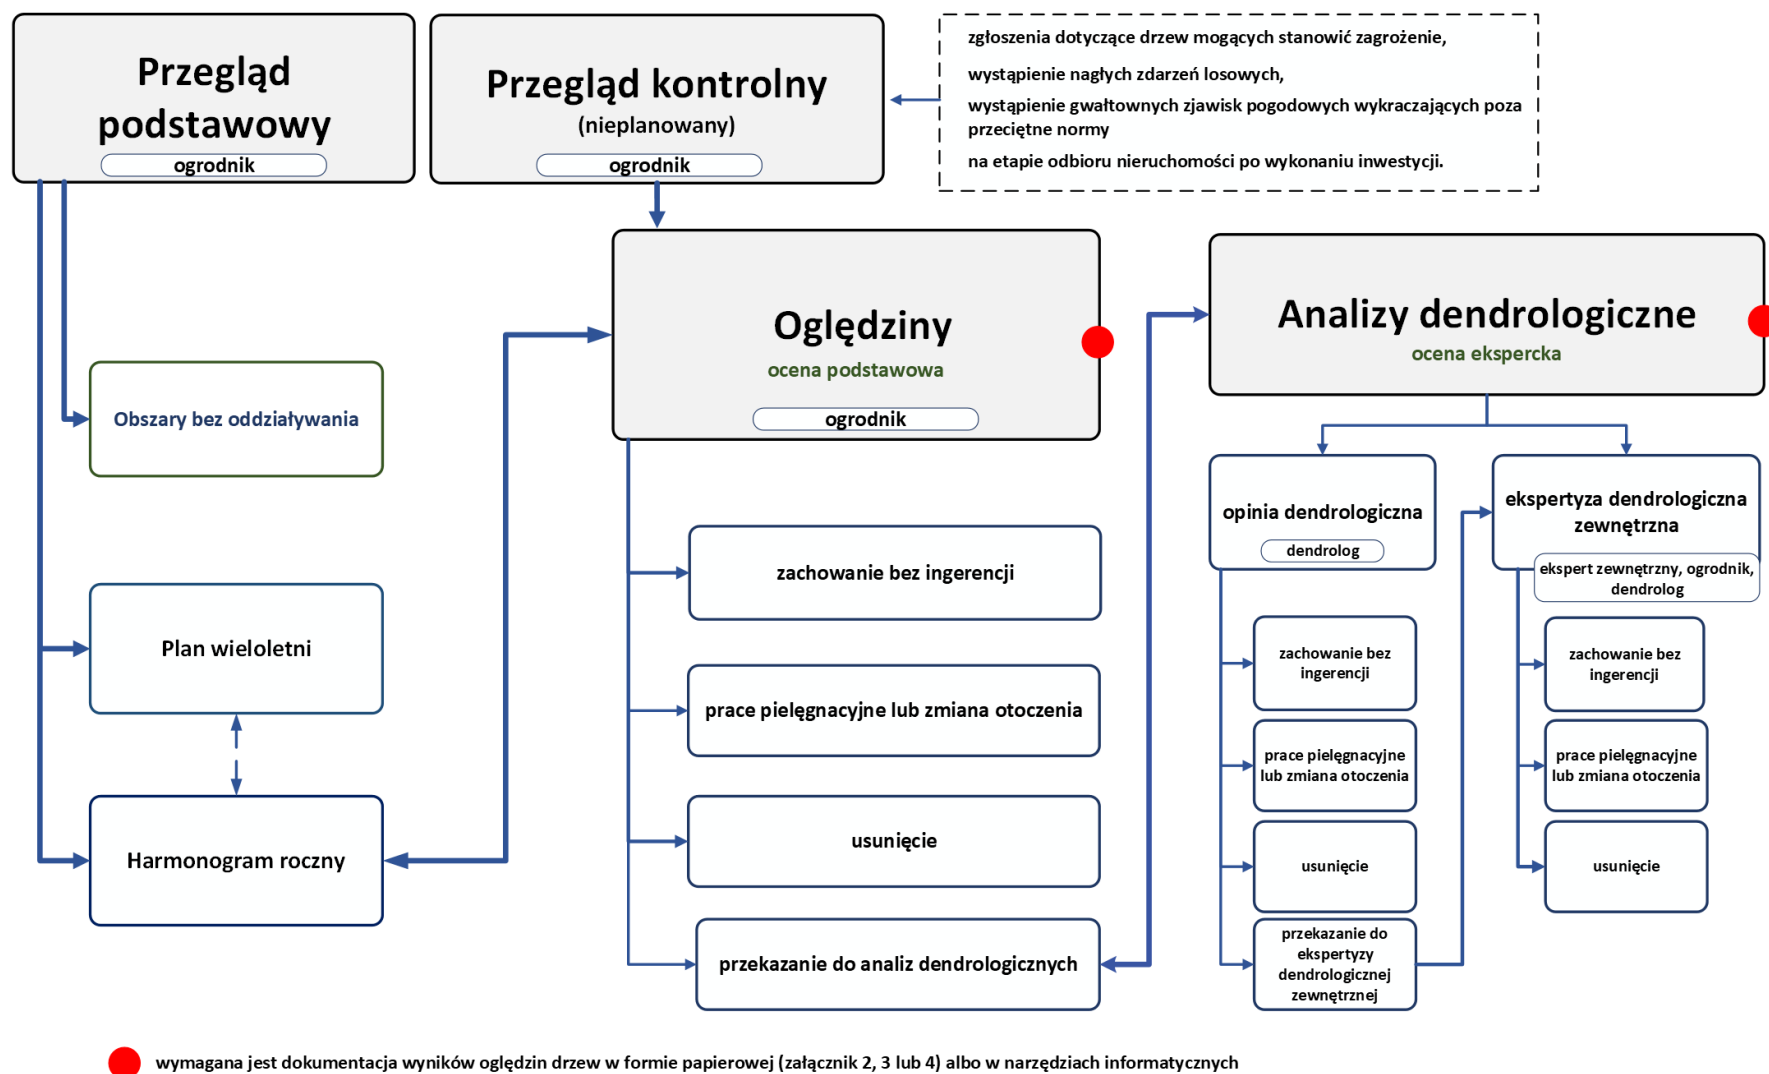 Przegląd
podstawowy
ogrodnik
Przegląd kontrolny
(nieplanowany)
ogrodnik
zgłoszenia dotyczące drzew mogących stanowić zagrożenie,
wystąpienie nagłych zdarzeń losowych,
wystąpienie gwałtownych zjawisk pogodowych wykraczających poza
przeciętne normy
na etapie odbioru nieruchomości po wykonaniu inwestycji.
Obszary bez oddziaływania
Plan wieloletni
Harmonogram roczny
Oględziny
ocena podstawowa
ogrodnik
zachowanie bez ingerencji
prace pielęgnacyjne lub zmiana otoczenia
usunięcie
przekazanie do analiz dendrologicznych
Analizy dendrologiczne
ocena ekspercka
opinia dendrologiczna
dendrolog
zachowanie bez
ingerencji
prace pielęgnacyjne
lub zmiana otoczenia
usunięcie
przekazanie do
ekspertyzy
dendrologicznej
zewnętrznej
ekspertyza dendrologiczna
zewnętrzna
ekspert zewnętrzny, ogrodnik,
dendrolog
zachowanie bez
ingerencji
prace pielęgnacyjne
lub zmiana otoczenia
usunięcie
wymagana jest dokumentacja wyników oględzin drzew w formie papierowej (załącznik 2, 3 lub 4) albo w narzędziach informatycznych